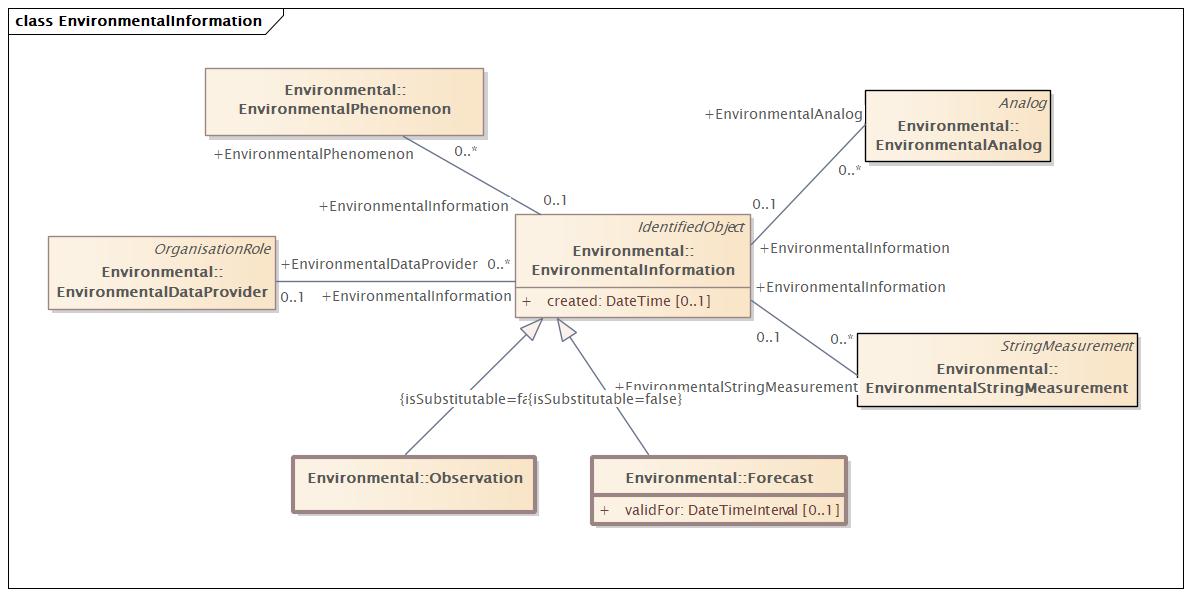 class EnvironmentalInformation
Environmental::
EnvironmentalPhenomenon
+EnvironmentalPhenomenon
0..*
+EnvironmentalInformation
0..1
Analog
Environmental::
EnvironmentalAnalog
+EnvironmentalAnalog
0..*
0..1
+EnvironmentalInformation
OrganisationRole
Environmental::
EnvironmentalDataProvider
+EnvironmentalDataProvider
0..*
0..1
+EnvironmentalInformation
IdentifiedObject
Environmental::
EnvironmentalInformation
+ created: DateTime [0..1]
+EnvironmentalInformation
0..1
0..*
StringMeasurement
Environmental::
EnvironmentalStringMeasurement
+EnvironmentalStringMeasurement
{isSubstitutable=fa
{isSubstitutable=false}
Environmental::Observation
Environmental::Forecast
+ validFor: DateTimeInterval [0..1]